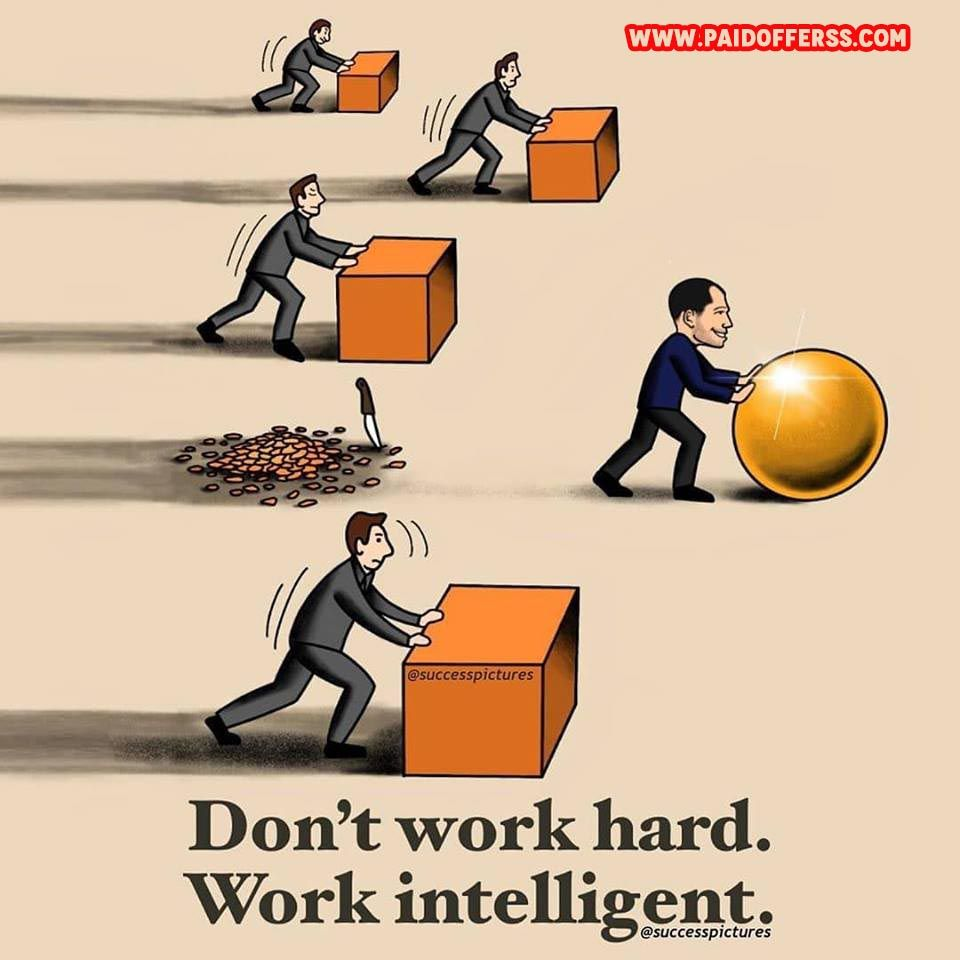 WWW.PAIDOFFERSS.COM
@successpictures
Don't work hard.
Work intelligent.
@successpictures